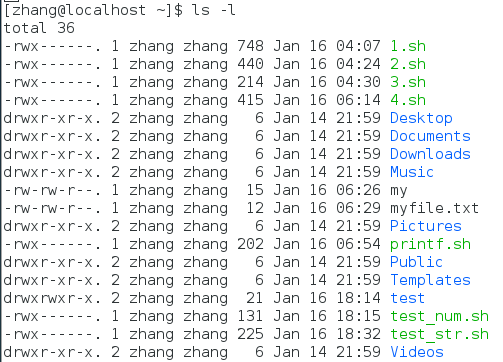 [zhang@localhost ~]$ ls -l
total 36
-rwx------. 1 zhang zhang 748 Jan 16 04:07 1.sh
-rwx------. 1 zhang zhang 440 Jan 16 04:24 2.sh
-rwx------. 1 zhang zhang 214 Jan 16 04:30 3.sh
-rwx------. 1 zhang zhang 415 Jan 16 06:14 4.sh
drwxr-xr-x. 2 zhang zhang   6 Jan 14 21:59 Desktop
drwxr-xr-x. 2 zhang zhang   6 Jan 14 21:59 Documents
drwxr-xr-x. 2 zhang zhang   6 Jan 14 21:59 Downloads
drwxr-xr-x. 2 zhang zhang   6 Jan 14 21:59 Music
-rw-rw-r--. 1 zhang zhang  15 Jan 16 06:26 my
-rw-rw-r--. 1 zhang zhang  12 Jan 16 06:29 myfile.txt
drwxr-xr-x. 2 zhang zhang   6 Jan 14 21:59 Pictures
-rwx------. 1 zhang zhang 202 Jan 16 06:54 printf.sh
drwxr-xr-x. 2 zhang zhang   6 Jan 14 21:59 Public
drwxr-xr-x. 2 zhang zhang   6 Jan 14 21:59 Templates
drwxrwxr-x. 2 zhang zhang  21 Jan 16 18:14 test
-rwx------. 1 zhang zhang 131 Jan 16 18:15 test_num.sh
-rwx------. 1 zhang zhang 225 Jan 16 18:32 test_str.sh
drwxr-xr-x. 2 zhang zhang   6 Jan 14 21:59 Videos